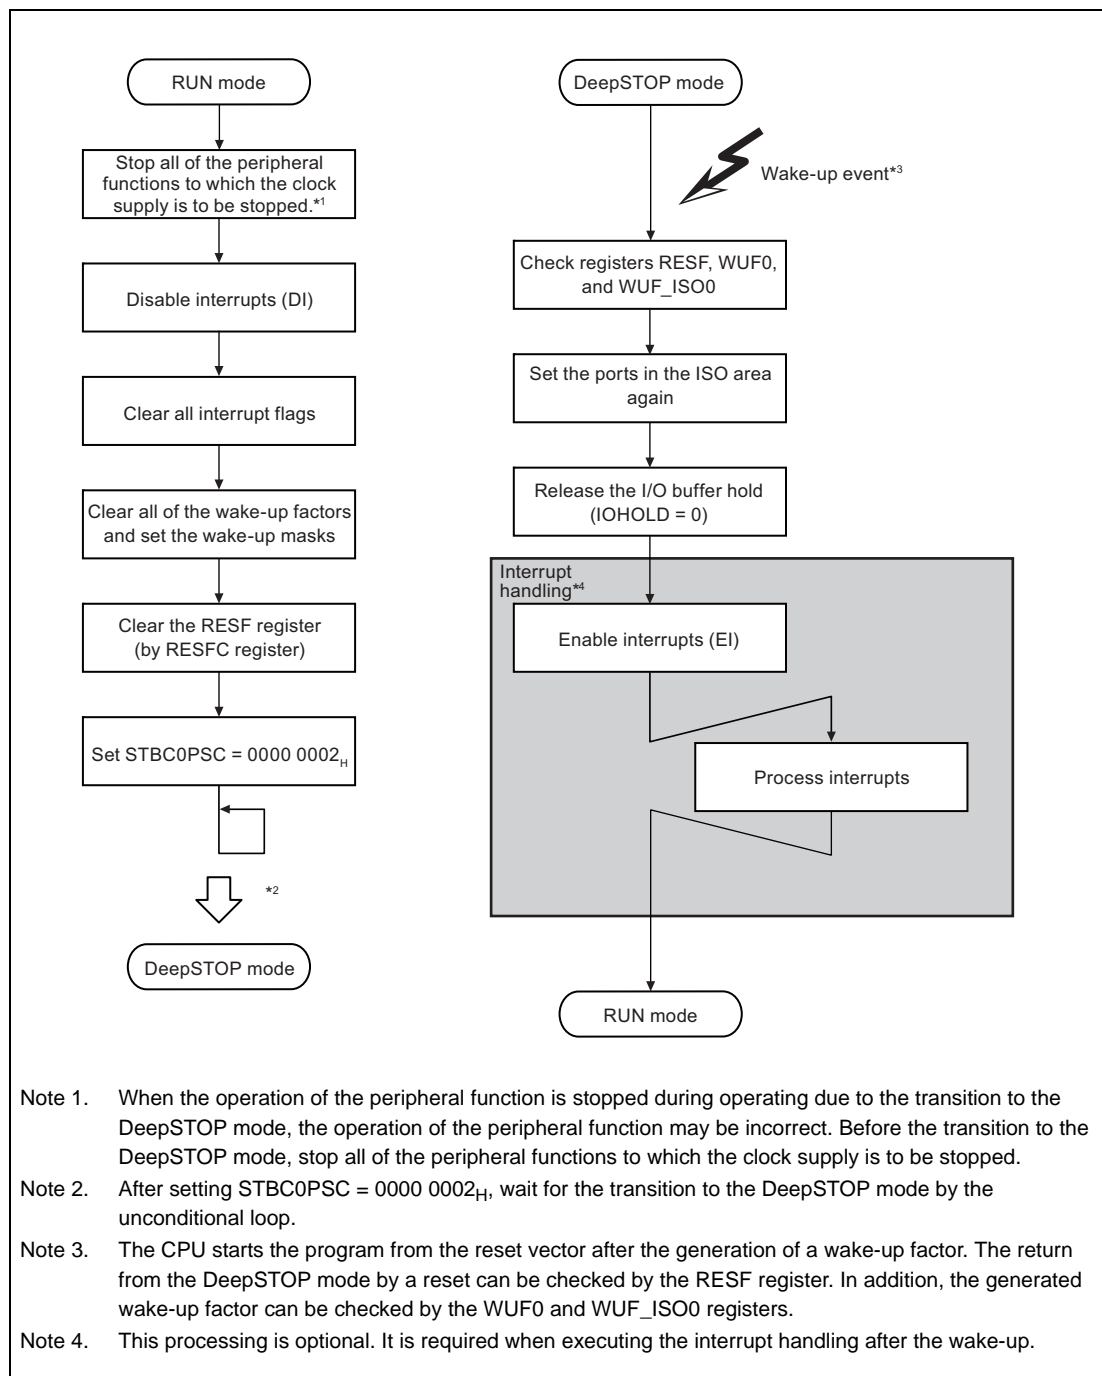 RUN mode
Stop all of the peripheral
functions to which the clock
supply is to be stopped.*1
Disable interrupts (DI)
Clear all interrupt flags
Clear all of the wake-up factors
and set the wake-up masks
Clear the RESF register
(by RESFC register)
Set STBC0PSC = 0000 0002H
*2
DeepSTOP mode
DeepSTOP mode
Wake-up event*3
Check registers RESF, WUF0,
and WUF_ISO0
Set the ports in the ISO area
again
Release the I/O buffer hold
(IOHOLD = 0)
Interrupt
handling*4
Enable interrupts (EI)
Process interrupts
RUN mode
Note 1. When the operation of the peripheral function is stopped during operating due to the transition to the
DeepSTOP mode, the operation of the peripheral function may be incorrect. Before the transition to the
DeepSTOP mode, stop all of the peripheral functions to which the clock supply is to be stopped.
Note 2. After setting STBC0PSC = 0000 0002H, wait for the transition to the DeepSTOP mode by the
unconditional loop.
Note 3. The CPU starts the program from the reset vector after the generation of a wake-up factor. The return
from the DeepSTOP mode by a reset can be checked by the RESF register. In addition, the generated
wake-up factor can be checked by the WUF0 and WUF_ISO0 registers.
Note 4. This processing is optional. It is required when executing the interrupt handling after the wake-up.